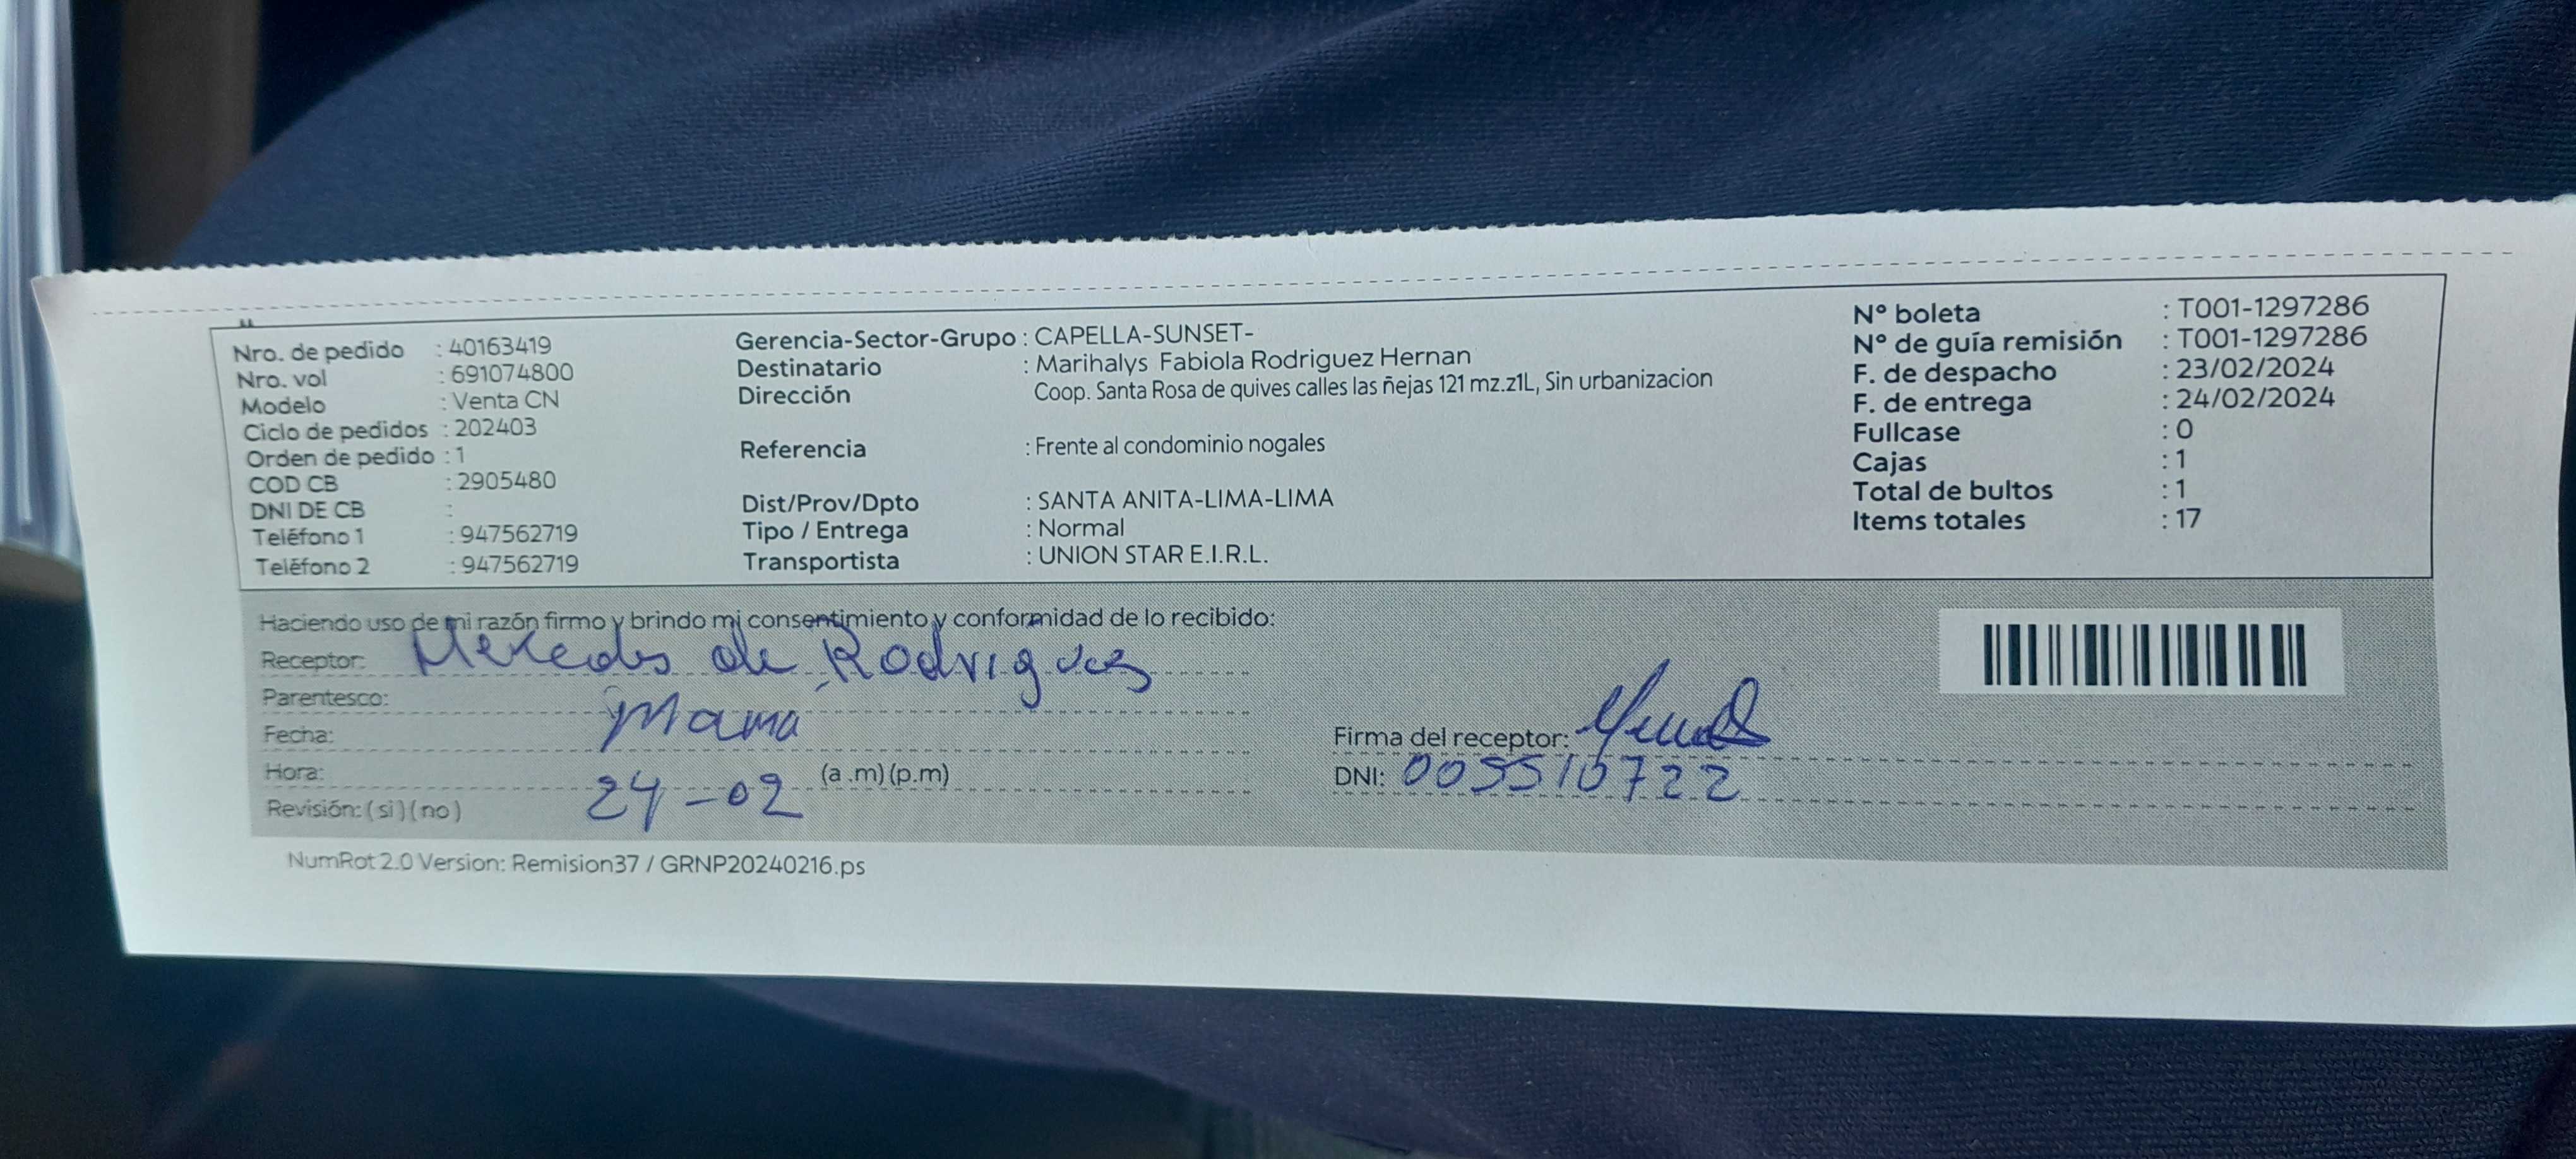 Nro. de pedido : 40163419
Nro. vol : 691074800
Modelo : Venta CN
Ciclo de pedidos : 202403
Orden de pedido : 1
COD CB : 2905480
DNI DE CB :
Teléfono 1 : 947562719
Teléfono 2 : 947562719
Gerencia-Sector-Grupo : CAPELLA-SUNSET-
Destinatario : Marihalys Fabiola Rodriguez Hernan
Dirección Coop. Santa Rosa de quives calles las ñejas 121 mz.z1L, Sin urbanizacion
Referencia : Frente al condominio nogales
Dist/Prov/Dpto : SANTA ANITA-LIMA-LIMA
Tipo / Entrega : Normal
Transportista : UNION STAR E.I.R.L.
N° boleta : T001-1297286
N° de guía remisión : T001-1297286
F. de despacho : 23/02/2024
F. de entrega : 24/02/2024
Fullcase : 0
Cajas : 1
Total de bultos : 1
Items totales : 17
Haciendo uso de mi razón firmo y brindo mi consentimiento y conformidad de lo recibido:
Receptor: Mercedes de Rodriguez
Parentesco: Mama
Fecha:
Hora: 24-02 (a .m) (p.m)
Revisión: ( si ) ( no )
Firma del receptor:
DNI: 005510722
NumRot 2.0 Version: Remision37 / GRNP20240216.ps